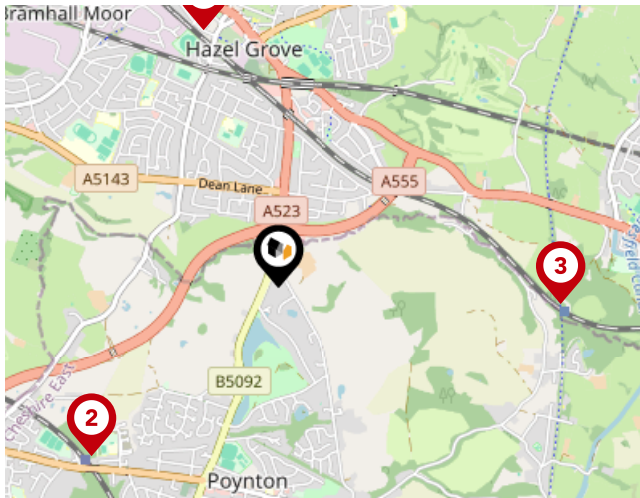 Bramhall Moor
Hazel Grove
A5143
Dean Lane
A555
A523
3
B5092
Cheshire East
2
Poynton